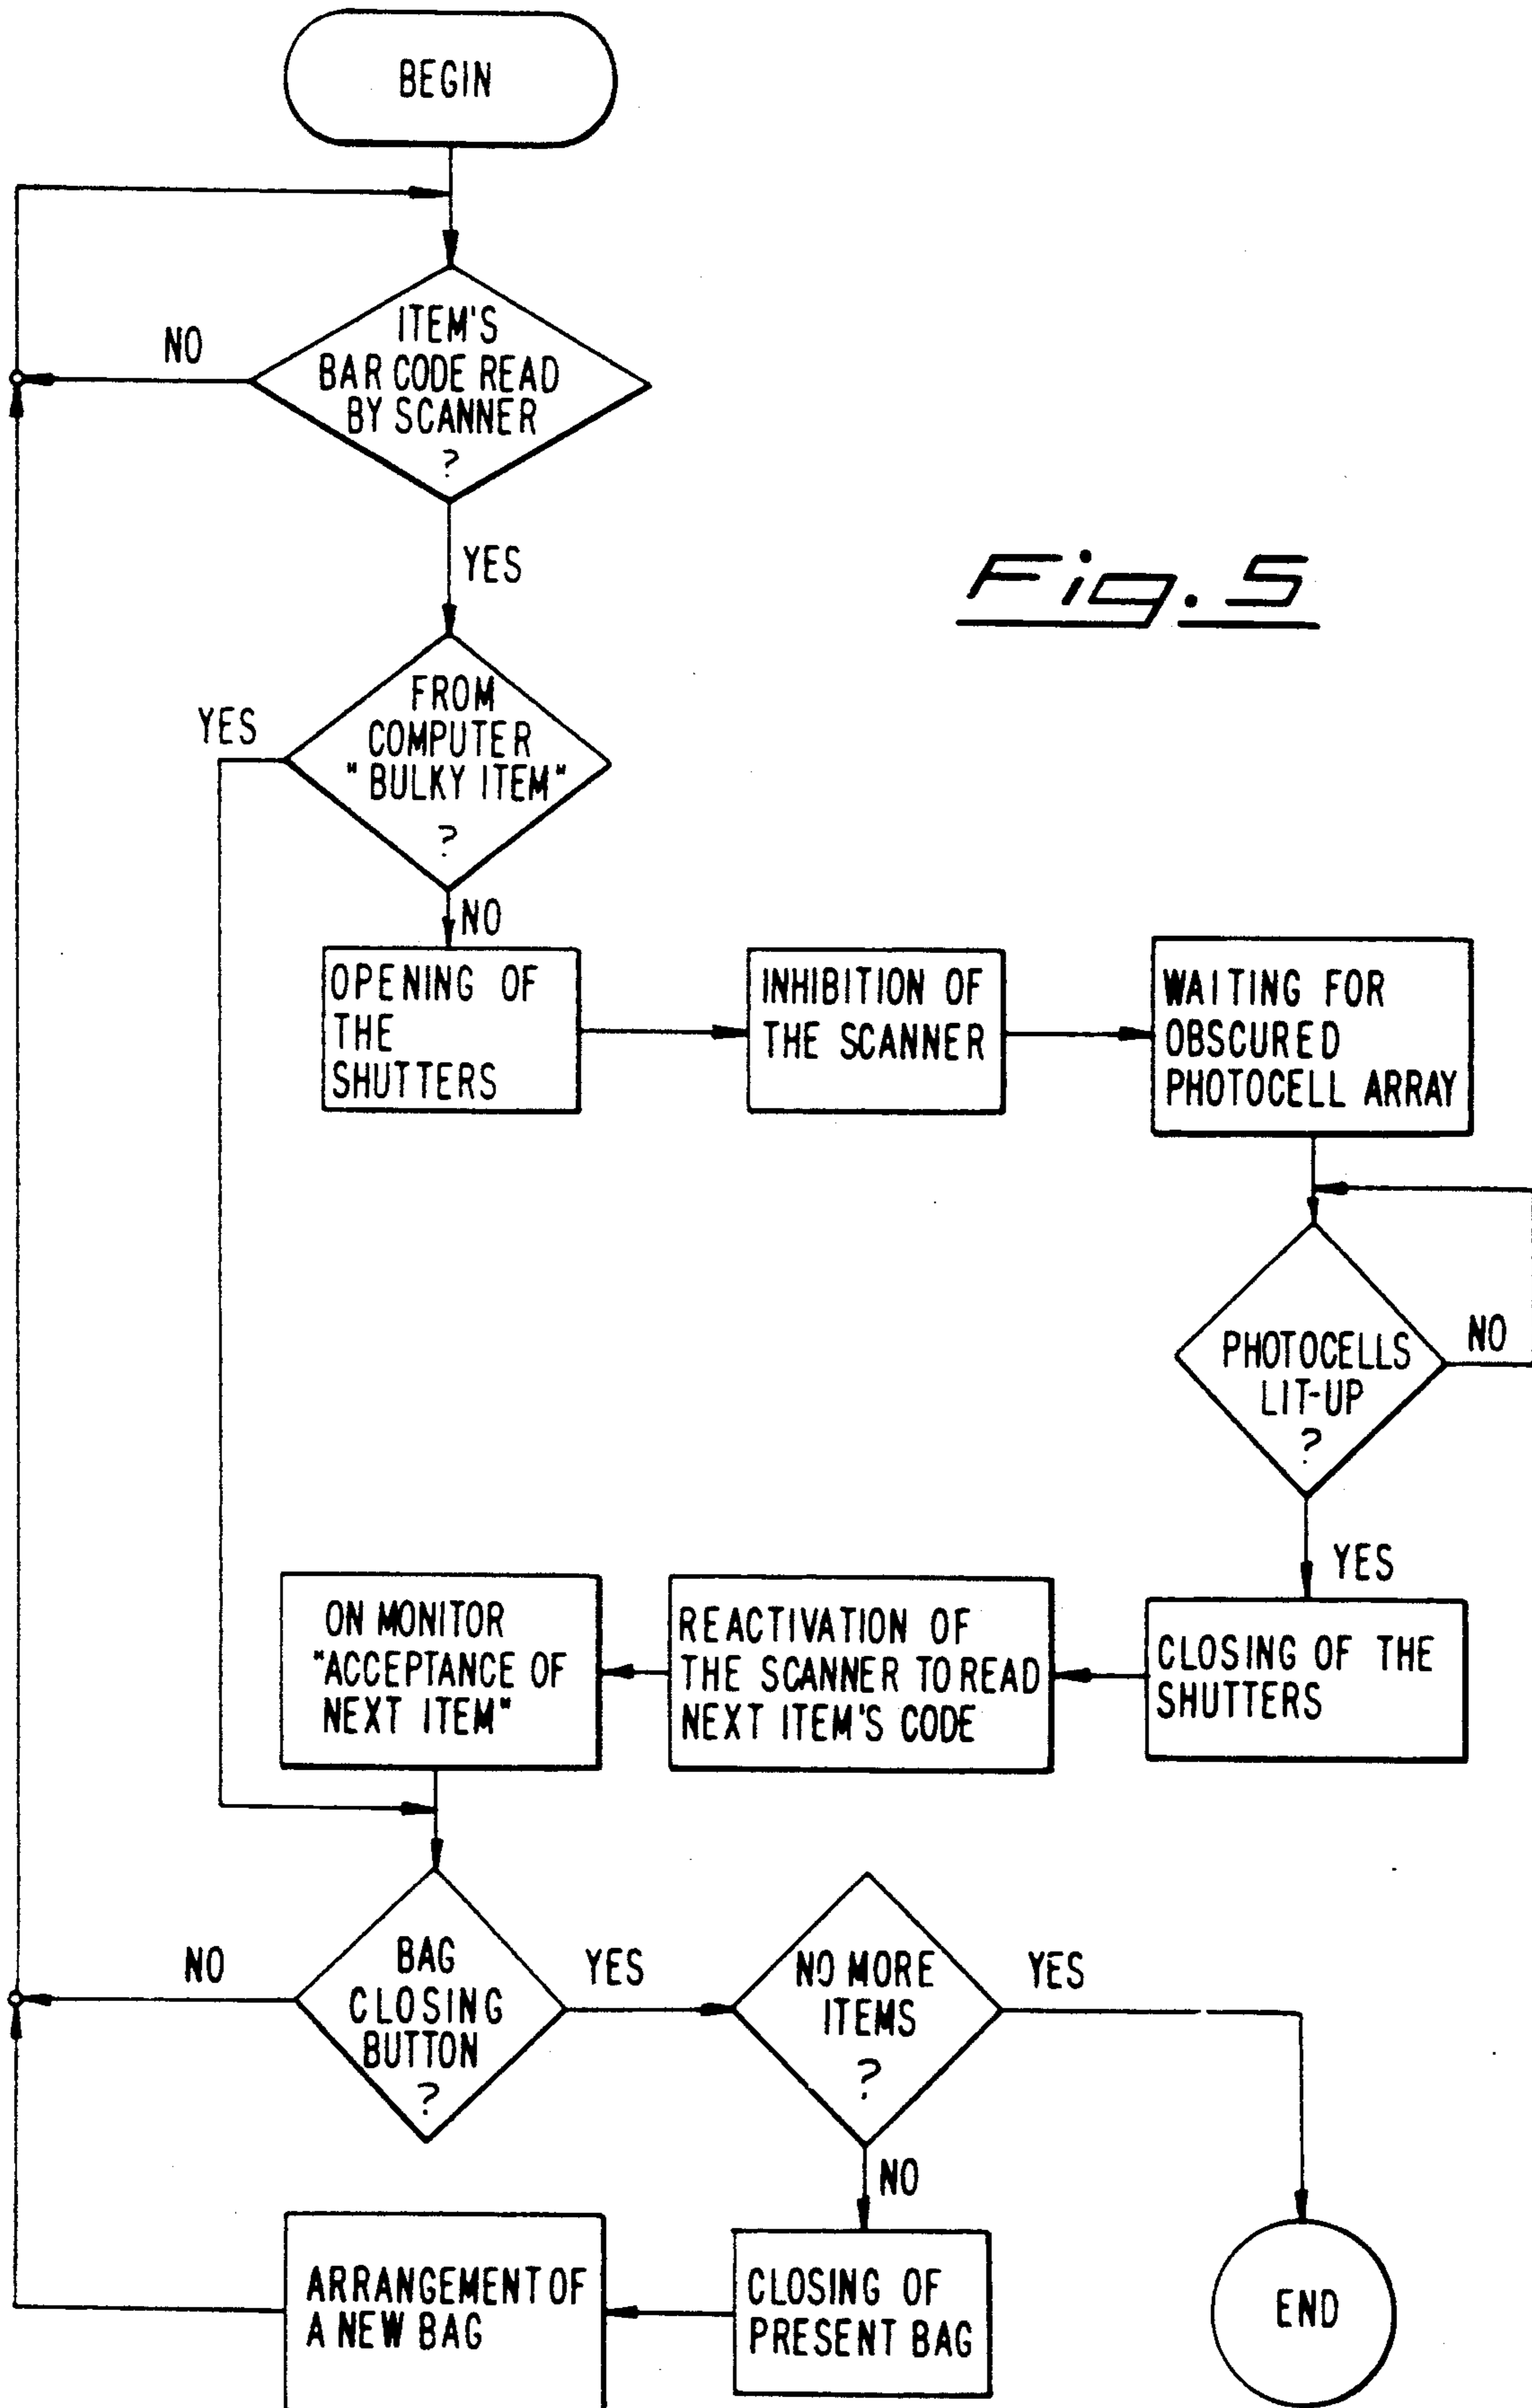 BEGIN
ITEM'S
BAR CODE READ
BY SCANNER
?
NO
YES
Fig. 5
FROM
COMPUTER
"BULKY ITEM"
?
YES
NO
OPENING OF
THE
SHUTTERS
INHIBITION OF
THE SCANNER
WAITING FOR
OBSCURED
PHOTOCELL ARRAY
PHOTOCELLS
LIT-UP
?
NO
YES
CLOSING OF THE
SHUTTERS
REACTIVATION OF
THE SCANNER TO READ
NEXT ITEM'S CODE
ON MONITOR
"ACCEPTANCE OF
NEXT ITEM"
BAG
CLOSING
BUTTON
?
NO
YES
NO MORE
ITEMS
?
YES
NO
CLOSING OF
PRESENT BAG
ARRANGEMENT OF
A NEW BAG
END